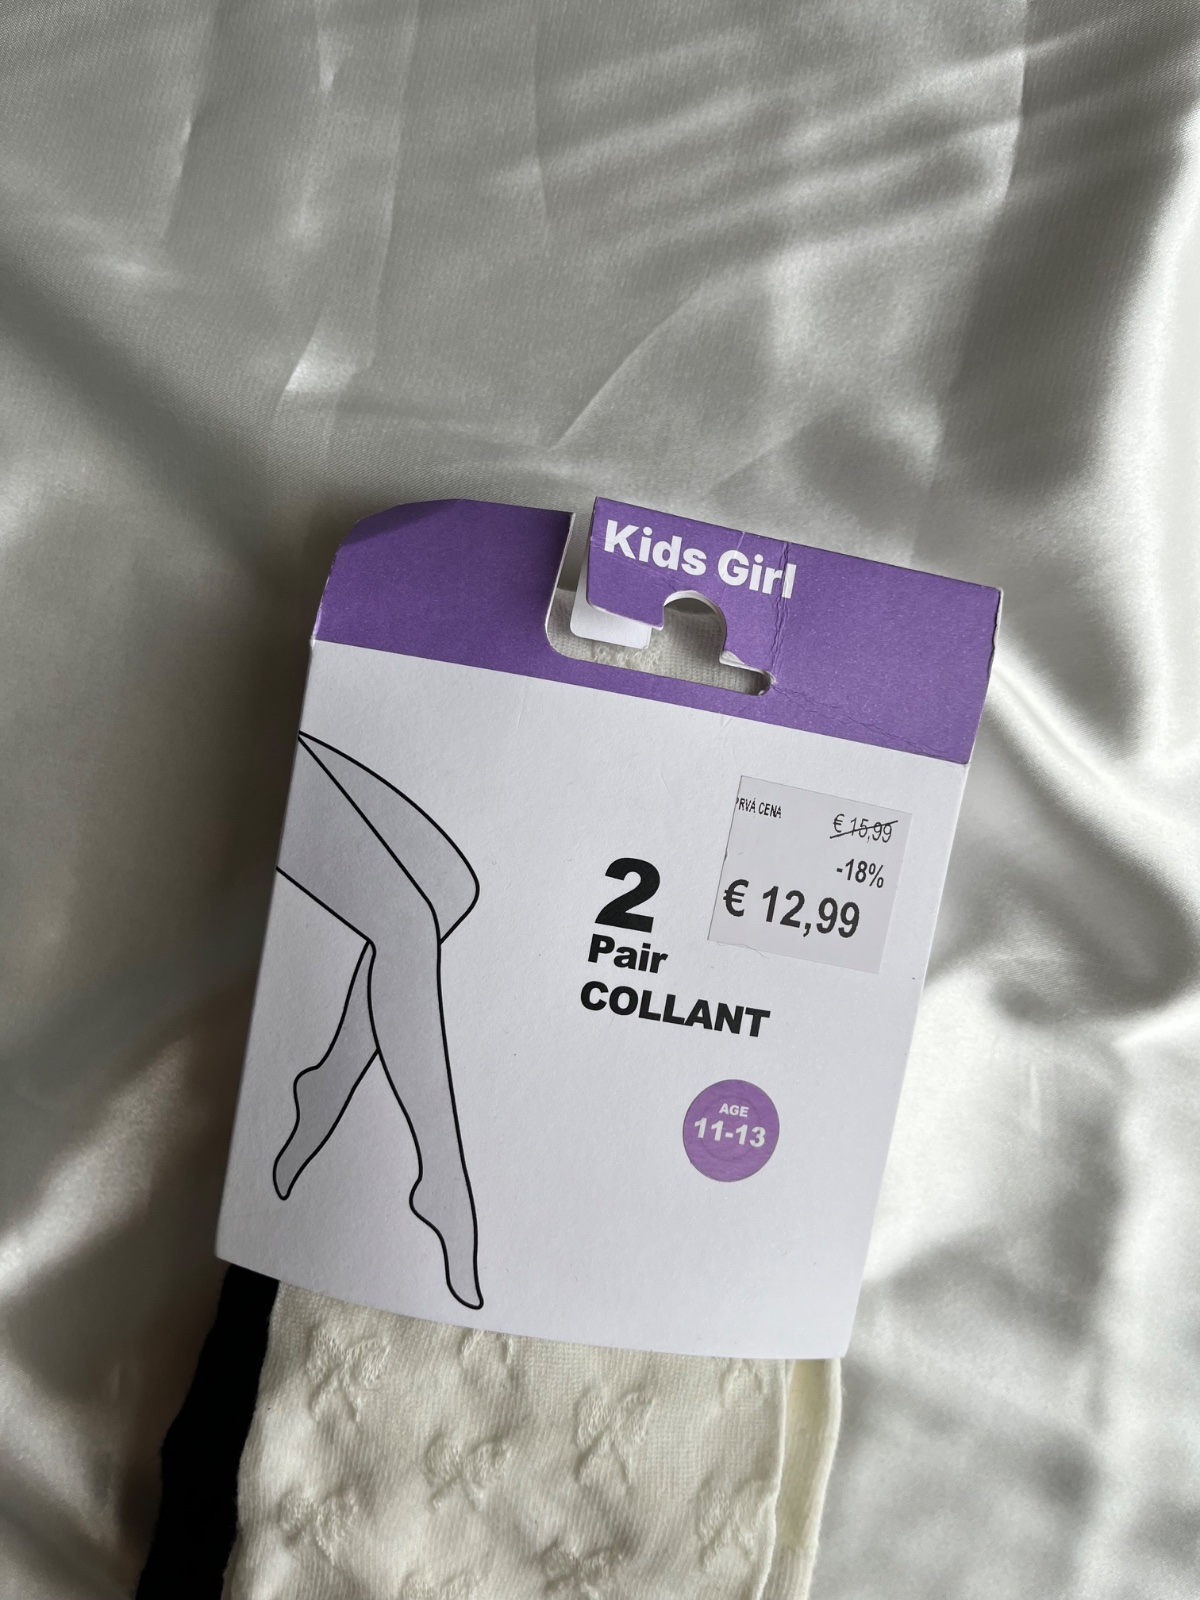 Kids Girl
PRVÁ CENA
€ 15,99
-18%
€ 12,99
2
Pair
COLLANT
AGE
11-13